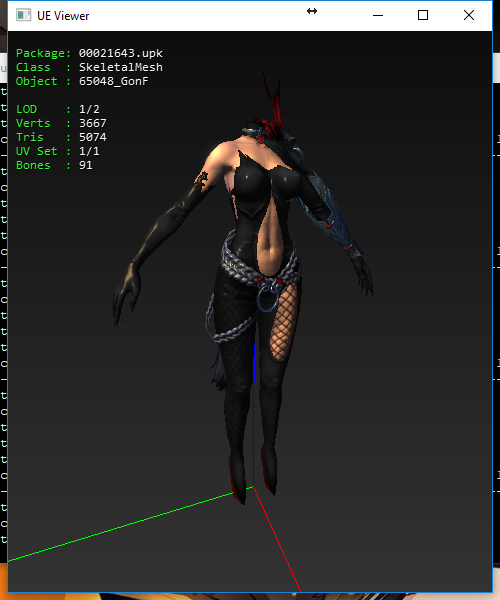 UE Viewer
Package: 00021643.upk
Class : SkeletalMesh
Object : 65048_GonF
LOD : 1/2
Verts : 3667
Tris : 5074
UV Set : 1/1
Bones : 91